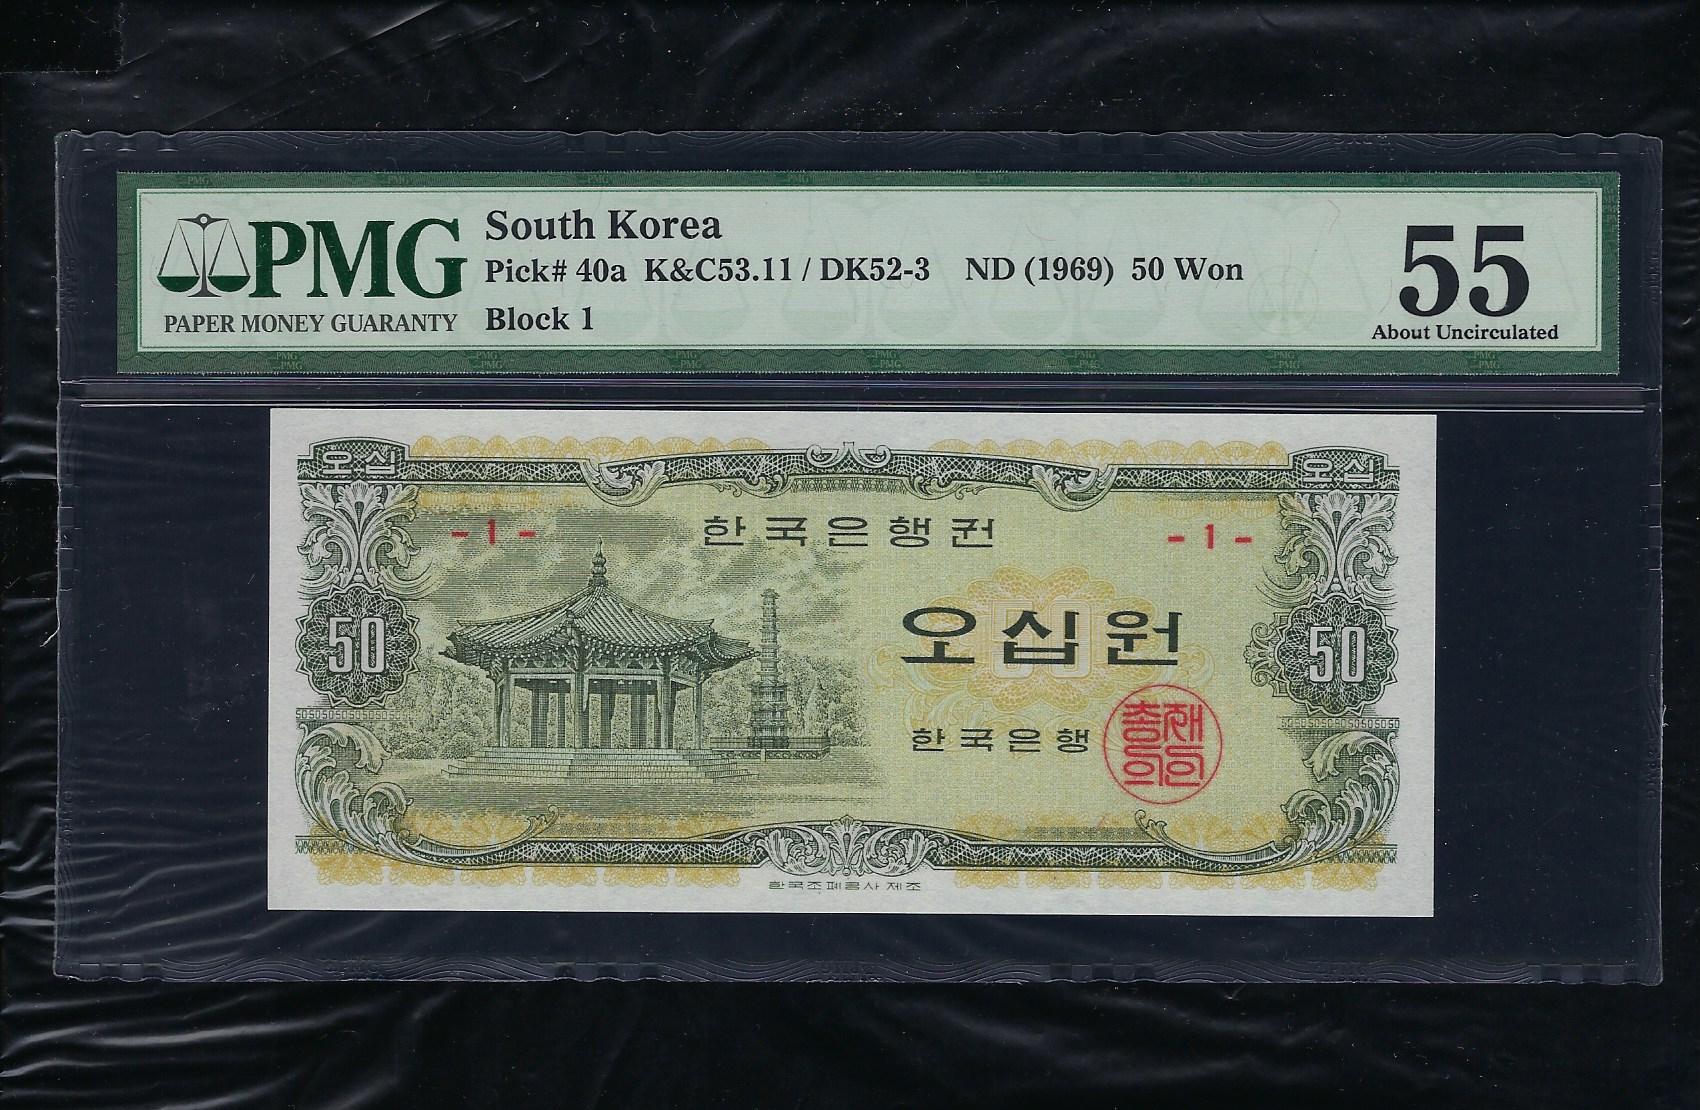 PMG
PAPER MONEY GUARANTY
South Korea
Pick# 40a K&C53.11 / DK52-3 ND (1969) 50 Won
Block 1
55
About Uncirculated
오십
오십
- 1 -
한국은행권
- 1 -
50
오십원
50
한국은행
총재의인
한국조폐공사 제조